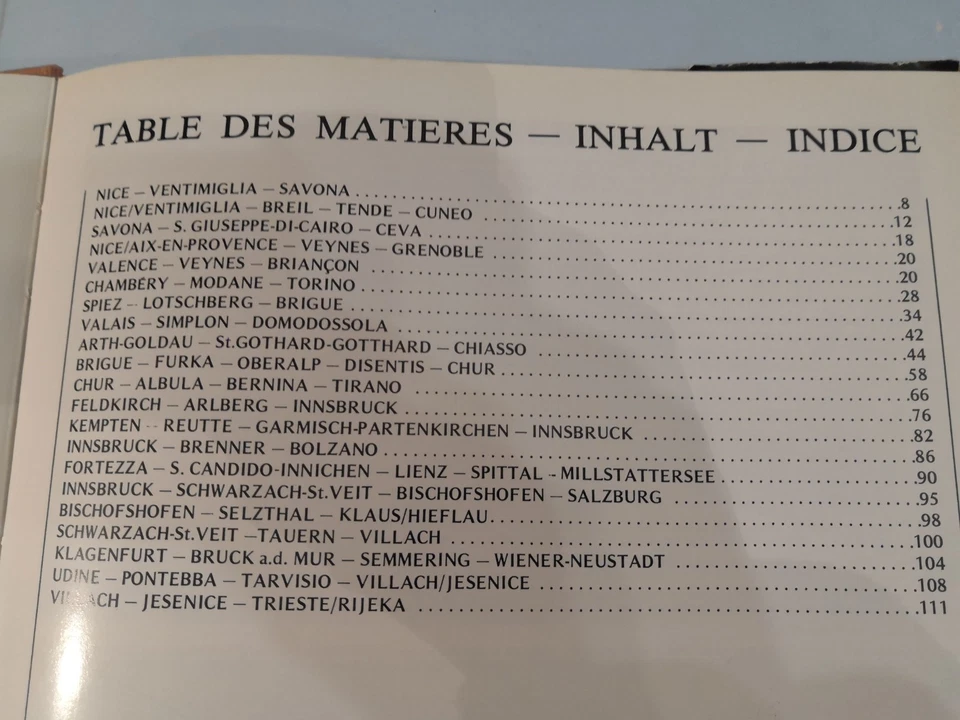 TABLE DES MATIERES — INHALT — INDICE
NICE – VENTIMIGLIA – SAVONA ........ 8
NICE/VENTIMIGLIA – BREIL – TENDE – CUNEO ........ 12
SAVONA – S. GIUSEPPE-DI-CAIRO – CEVA ........ 18
NICE/AIX-EN-PROVENCE – VEYNES – GRENOBLE ........ 20
VALENCE – VEYNES – BRIANÇON ........ 20
CHAMBÉRY – MODANE – TORINO ........ 28
SPIEZ – LOTSCHBERG – BRIGUE ........ 34
VALAIS – SIMPLON – DOMODOSSOLA ........ 42
ARTH-GOLDAU – St.GOTHARD-GOTTHARD – CHIASSO ........ 44
BRIGUE – FURKA – OBERALP – DISENTIS – CHUR ........ 58
CHUR – ALBULA – BERNINA – TIRANO ........ 66
FELDKIRCH – ARLBERG – INNSBRUCK ........ 76
KEMPTEN – REUTTE – GARMISCH-PARTENKIRCHEN – INNSBRUCK ........ 82
INNSBRUCK – BRENNER – BOLZANO ........ 86
FORTEZZA – S. CANDIDO-INNICHEN – LIENZ – SPITTAL - MILLSTATTERSEE ........ 90
INNSBRUCK – SCHWARZACH-St.VEIT – BISCHOFSHOFEN – SALZBURG ........ 95
BISCHOFSHOFEN – SELZTHAL – KLAUS/HIEFLAU ........ 98
SCHWARZACH-St.VEIT –TAUERN – VILLACH ........ 100
KLAGENFURT – BRUCK a.d. MUR – SEMMERING – WIENER-NEUSTADT ........ 104
UDINE – PONTEBBA – TARVISIO – VILLACH/JESENICE ........ 108
VILLACH – JESENICE – TRIESTE/RIJEKA ........ 111